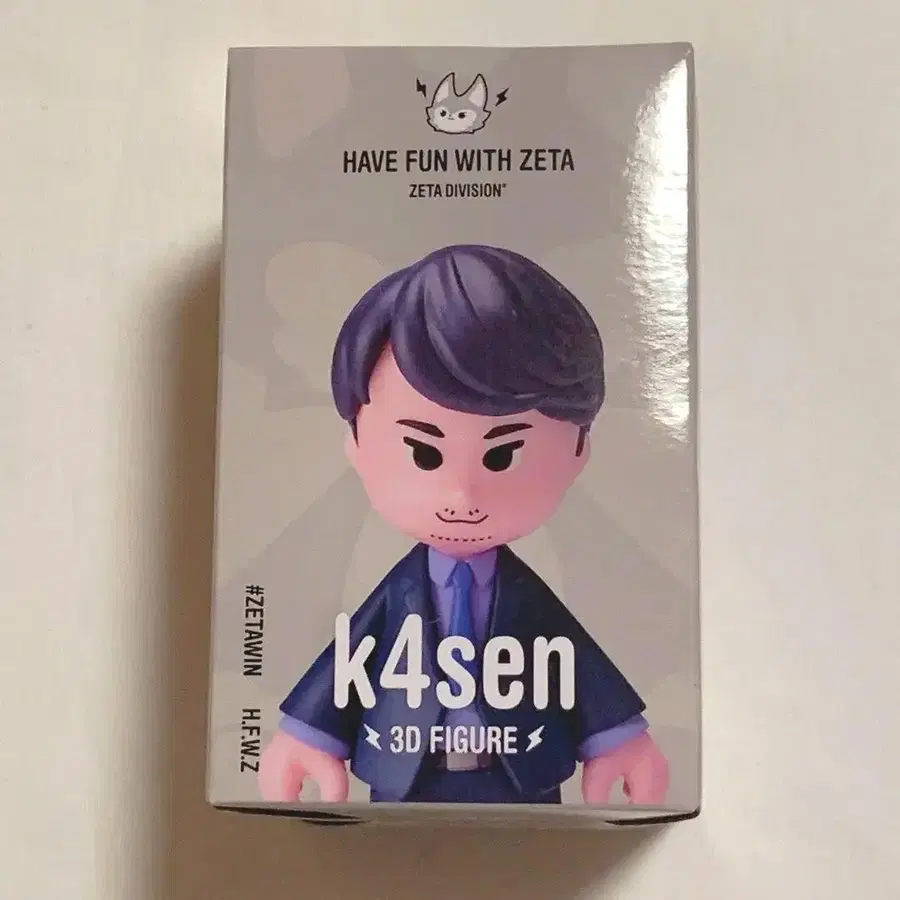 HAVE FUN WITH ZETA
ZETA DIVISION®
k4sen
3D FIGURE
#ZETAWIN H.F.W.Z